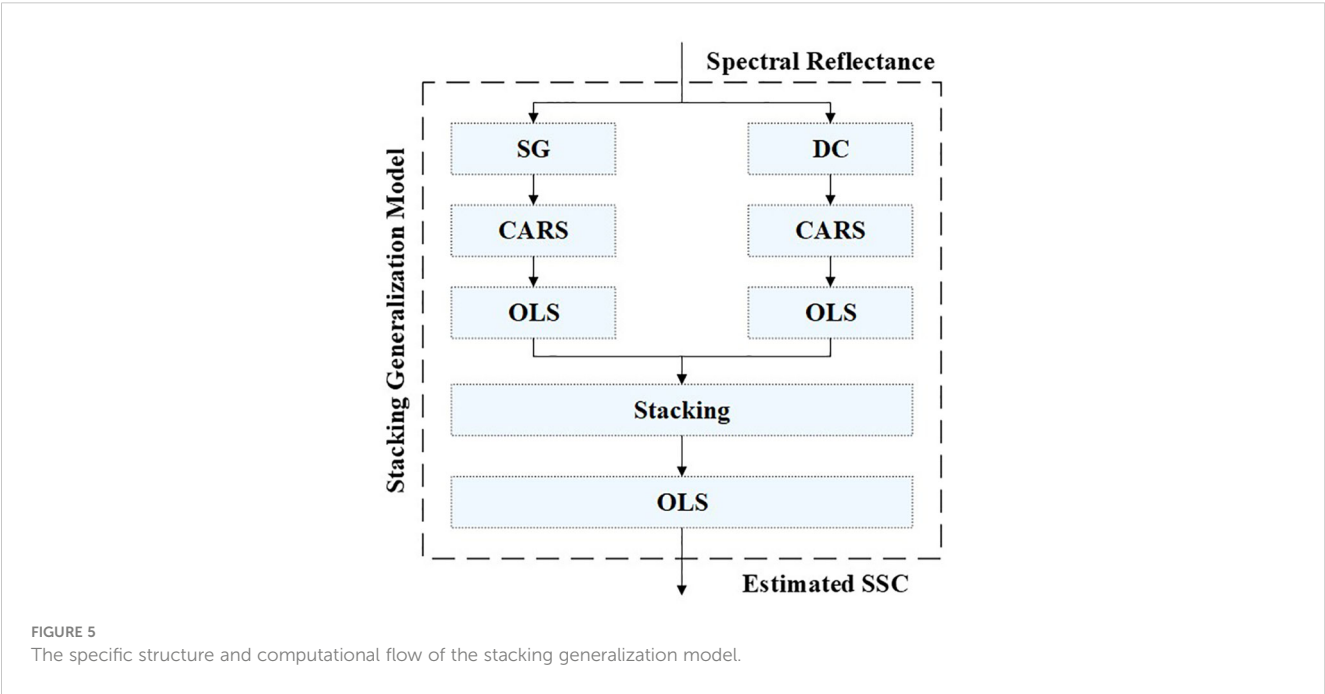 Spectral Reflectance
Stacking Generalization Model
SG
DC
CARS
CARS
OLS
OLS
Stacking
OLS
Estimated SSC
FIGURE 5
The specific structure and computational flow of the stacking generalization model.